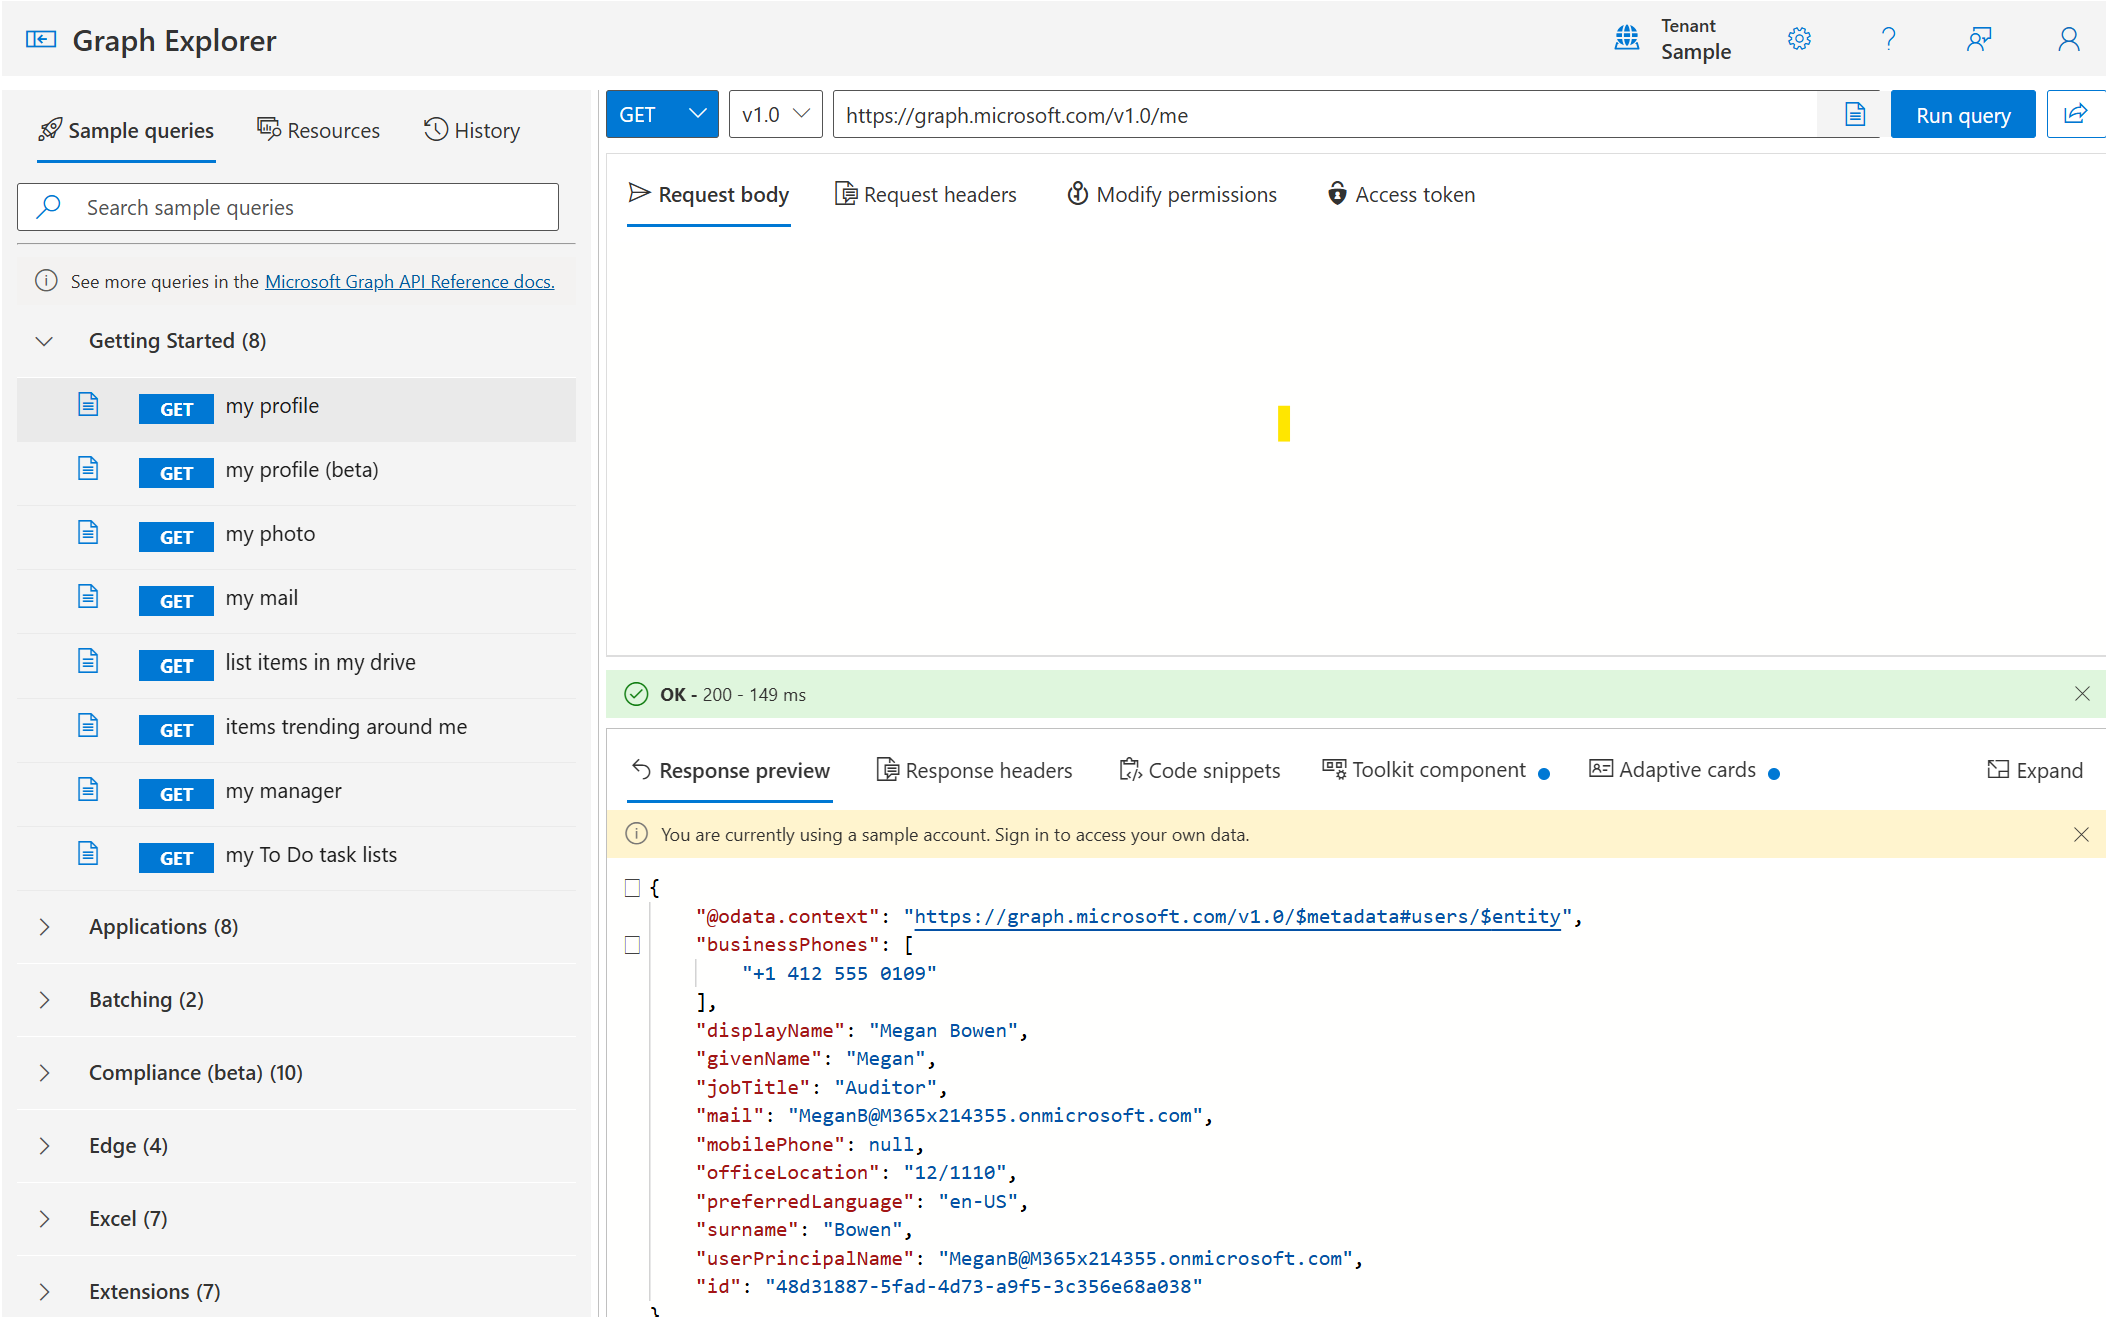 Graph Explorer
Tenant
Sample
Sample queries
Resources
History
Search sample queries
See more queries in the Microsoft Graph API Reference docs.
Getting Started (8)
GET my profile
GET my profile (beta)
GET my photo
GET my mail
GET list items in my drive
GET items trending around me
GET my manager
GET my To Do task lists
Applications (8)
Batching (2)
Compliance (beta) (10)
Edge (4)
Excel (7)
Extensions (7)
GET
v1.0
https://graph.microsoft.com/v1.0/me
Run query
Request body
Request headers
Modify permissions
Access token
OK - 200 - 149 ms
Response preview
Response headers
Code snippets
Toolkit component
Adaptive cards
Expand
You are currently using a sample account. Sign in to access your own data.
{
"@odata.context": "https://graph.microsoft.com/v1.0/$metadata#users/$entity",
"businessPhones": [
"+1 412 555 0109"
],
"displayName": "Megan Bowen",
"givenName": "Megan",
"jobTitle": "Auditor",
"mail": "MeganB@M365x214355.onmicrosoft.com",
"mobilePhone": null,
"officeLocation": "12/1110",
"preferredLanguage": "en-US",
"surname": "Bowen",
"userPrincipalName": "MeganB@M365x214355.onmicrosoft.com",
"id": "48d31887-5fad-4d73-a9f5-3c356e68a038"
}